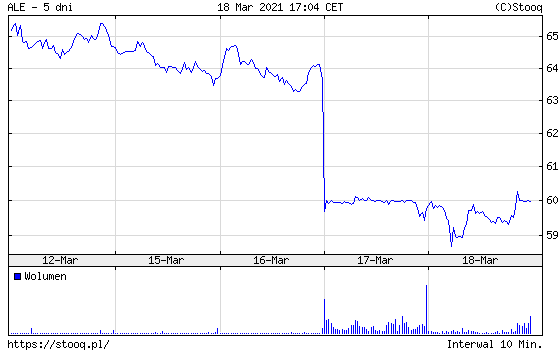 ALE - 5 dni 18 Mar 2021 17:04 CET (C)Stooq
65
64
63
62
61
60
59
12-Mar 15-Mar 16-Mar 17-Mar 18-Mar
Wolumen
https://stooq.pl/ Interwal 10 Min.